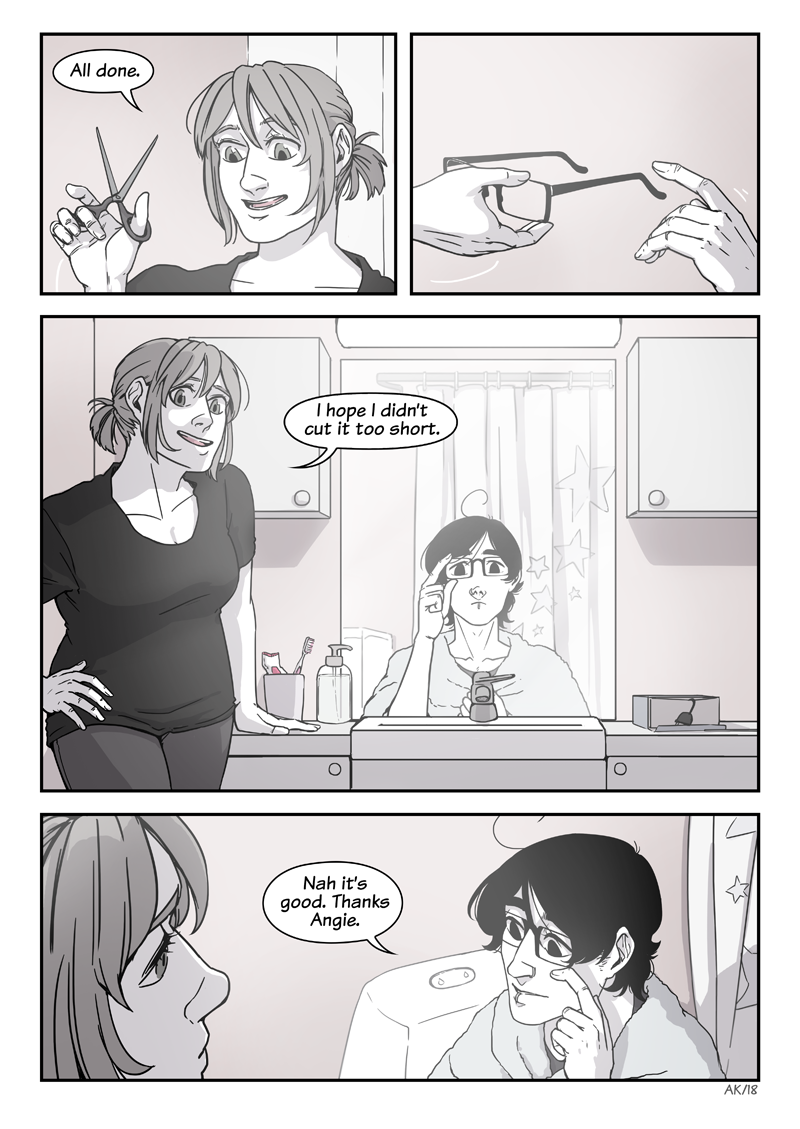 All done.
I hope I didn't
cut it too short.
Nah it's
good. Thanks
Angie.
AK/18